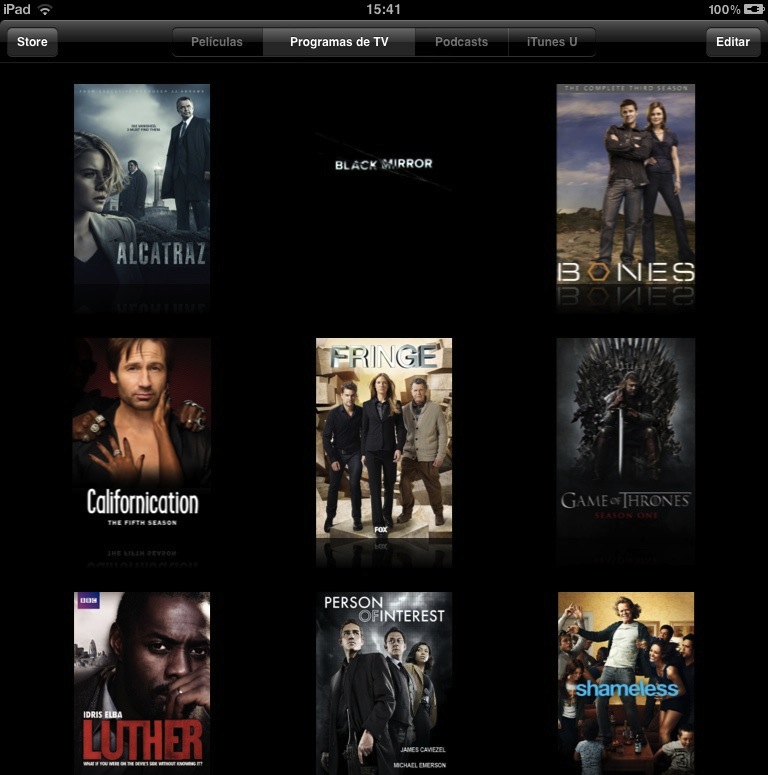 iPad 15:41 100%
Store Películas Programas de TV Podcasts iTunes U Editar
ALCATRAZ
BLACK MIRROR
THE COMPLETE THIRD SEASON
BONES
Californication
THE FIFTH SEASON
FRINGE
FOX
GAME OF THRONES
SEASON ONE
BBC
IDRIS ELBA
LUTHER
WHAT IF YOU WERE ON THE DEVIL'S SIDE WITHOUT KNOWING IT?
PERSON
OF INTEREST
JAMES CAVIEZEL
MICHAEL EMERSON
shameless